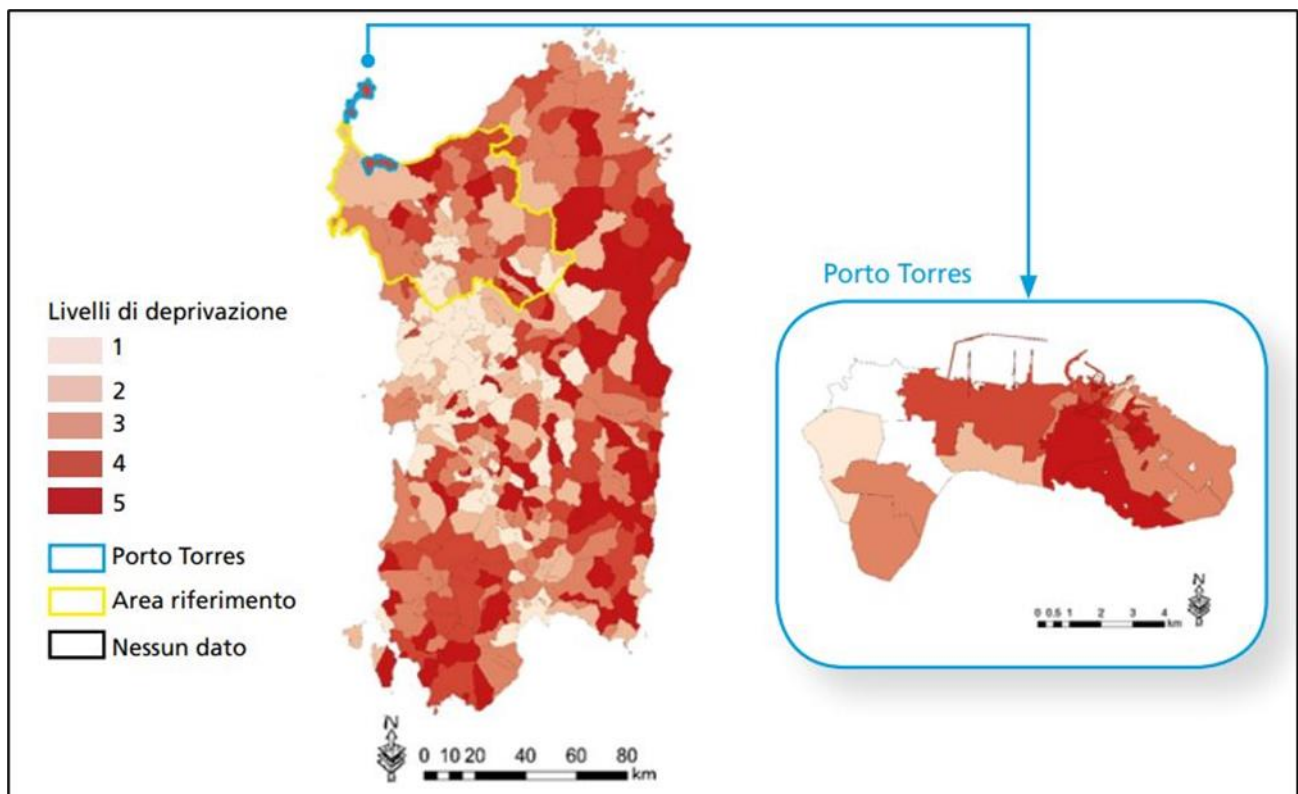 Porto Torres
Livelli di deprivazione
1
2
3
4
5
Porto Torres
Area riferimento
Nessun dato
N
0 0.5 1 2 3 4
km
N
0 10 20 40 60 80
km